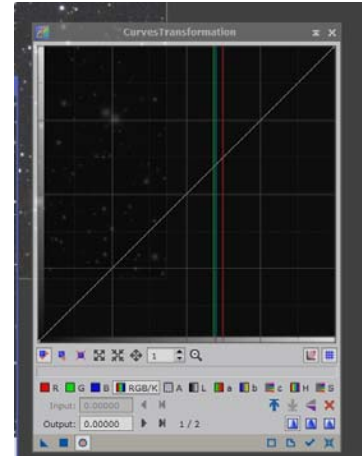 CurvesTransformation
1
R G B RGB/K A L a b c H S
Input: 0.00000
Output: 0.00000 1 / 2